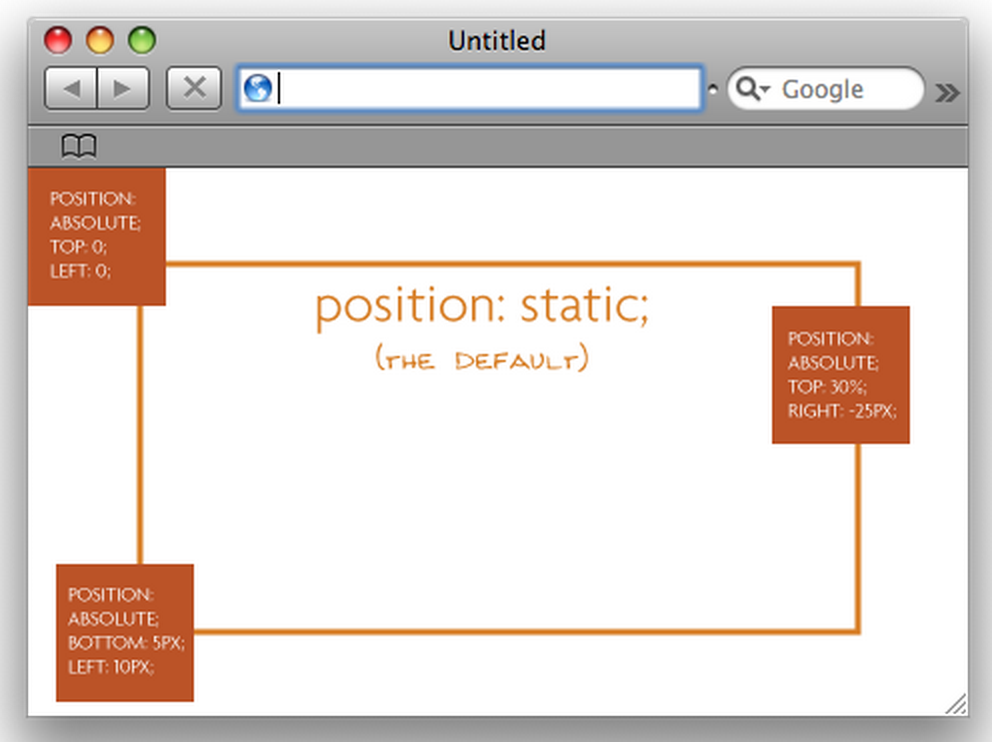 Untitled
Google
POSITION:
ABSOLUTE;
TOP: 0;
LEFT: 0;
position: static;
(THE DEFAULT)
POSITION:
ABSOLUTE;
TOP: 30%;
RIGHT: -25PX;
POSITION:
ABSOLUTE;
BOTTOM: 5PX;
LEFT: 10PX;